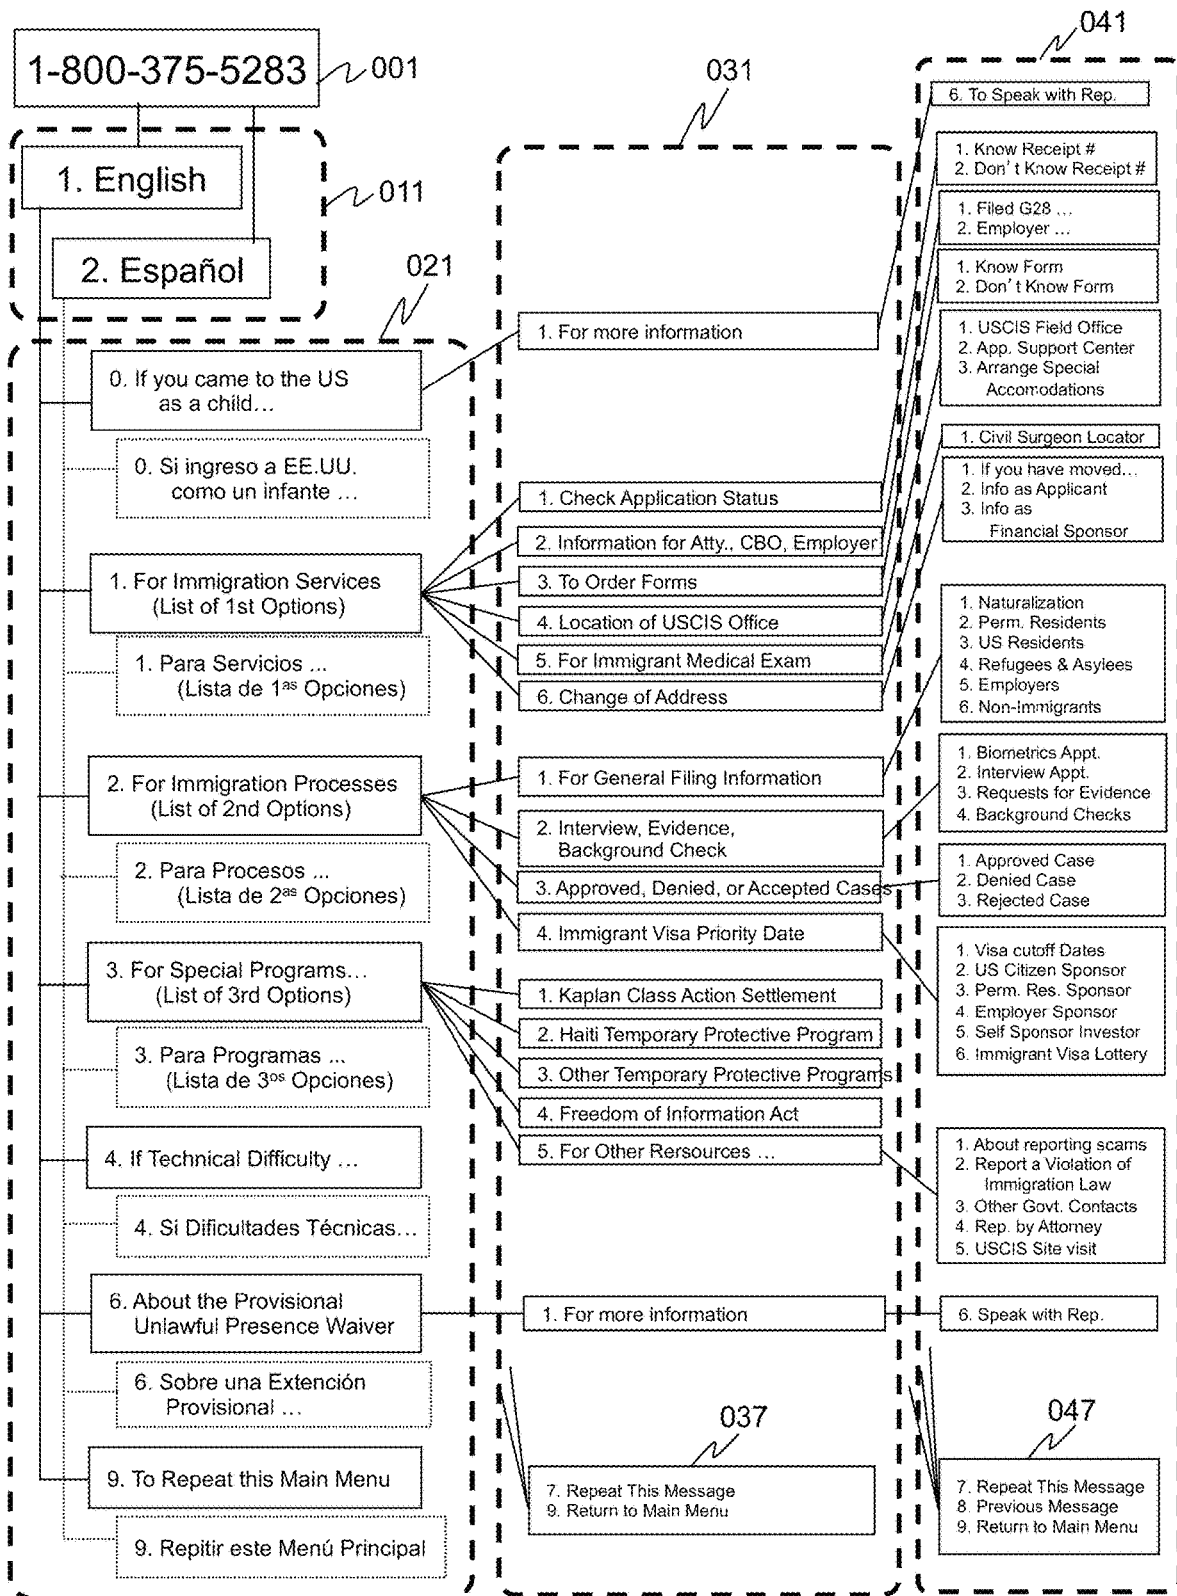 1-800-375-5283
001
011
1. English
2. Español
021
0. If you came to the US
as a child...
0. Si ingreso a EE.UU.
como un infante ...
1. For Immigration Services
(List of 1st Options)
1. Para Servicios ...
(Lista de 1as Opciones)
2. For Immigration Processes
(List of 2nd Options)
2. Para Procesos ...
(Lista de 2as Opciones)
3. For Special Programs...
(List of 3rd Options)
3. Para Programas ...
(Lista de 3os Opciones)
4. If Technical Difficulty ...
4. Si Dificultades Técnicas...
6. About the Provisional
Unlawful Presence Waiver
6. Sobre una Extención
Provisional ...
9. To Repeat this Main Menu
9. Repitir este Menú Principal
031
1. For more information
1. Check Application Status
2. Information for Atty., CBO, Employer
3. To Order Forms
4. Location of USCIS Office
5. For Immigrant Medical Exam
6. Change of Address
1. For General Filing Information
2. Interview, Evidence,
Background Check
3. Approved, Denied, or Accepted Cases
4. Immigrant Visa Priority Date
1. Kaplan Class Action Settlement
2. Haiti Temporary Protective Program
3. Other Temporary Protective Programs
4. Freedom of Information Act
5. For Other Rersources ...
1. For more information
037
7. Repeat This Message
9. Return to Main Menu
041
6. To Speak with Rep.
1. Know Receipt #
2. Don't Know Receipt #
1. Filed G28 ...
2. Employer ...
1. Know Form
2. Don't Know Form
1. USCIS Field Office
2. App. Support Center
3. Arrange Special
Accomodations
1. Civil Surgeon Locator
1. If you have moved...
2. Info as Applicant
3. Info as
Financial Sponsor
1. Naturalization
2. Perm. Residents
3. US Residents
4. Refugees & Asylees
5. Employers
6. Non-Immigrants
1. Biometrics Appt.
2. Interview Appt.
3. Requests for Evidence
4. Background Checks
1. Approved Case
2. Denied Case
3. Rejected Case
1. Visa cutoff Dates
2. US Citizen Sponsor
3. Perm. Res. Sponsor
4. Employer Sponsor
5. Self Sponsor Investor
6. Immigrant Visa Lottery
1. About reporting scams
2. Report a Violation of
Immigration Law
3. Other Govt. Contacts
4. Rep. by Attorney
5. USCIS Site visit
6. Speak with Rep.
047
7. Repeat This Message
8. Previous Message
9. Return to Main Menu